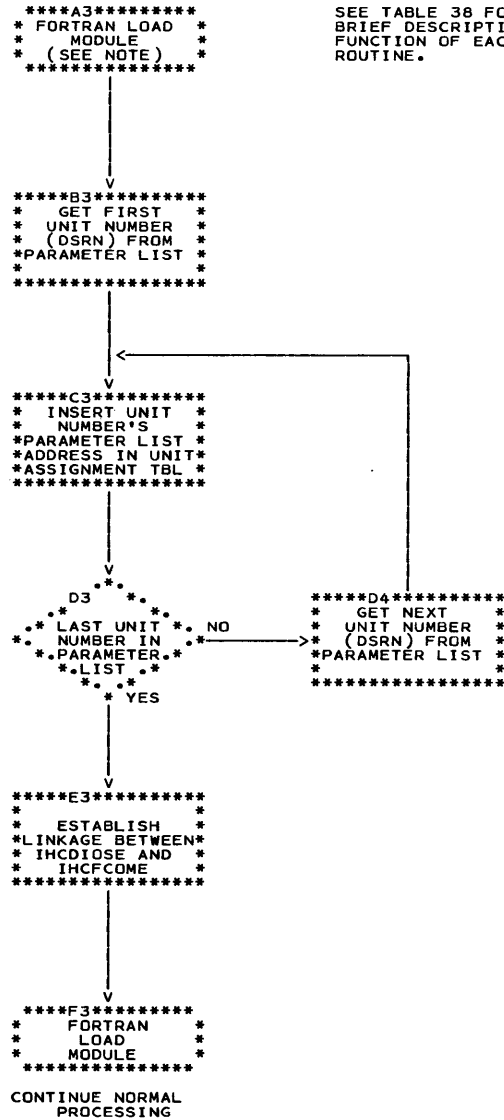 ****A3*********
* FORTRAN LOAD *
* MODULE *
* (SEE NOTE) *
***************
SEE TABLE 38 FO
BRIEF DESCRIPTI
FUNCTION OF EAC
ROUTINE.
*****B3**********
* GET FIRST *
* UNIT NUMBER *
* (DSRN) FROM *
*PARAMETER LIST *
* *
*****************
*****C3**********
* INSERT UNIT *
* NUMBER'S *
*PARAMETER LIST *
*ADDRESS IN UNIT*
*ASSIGNMENT TBL *
*****************
D3
LAST UNIT
NUMBER IN
PARAMETER
LIST
NO
* YES
*****D4**********
* GET NEXT *
* UNIT NUMBER *
* (DSRN) FROM *
*PARAMETER LIST *
* *
*****************
*****E3**********
* *
* ESTABLISH *
*LINKAGE BETWEEN*
* IHCDIOSE AND *
* IHCFCOME *
*****************
****F3*********
* FORTRAN *
* LOAD *
* MODULE *
***************
CONTINUE NORMAL
PROCESSING